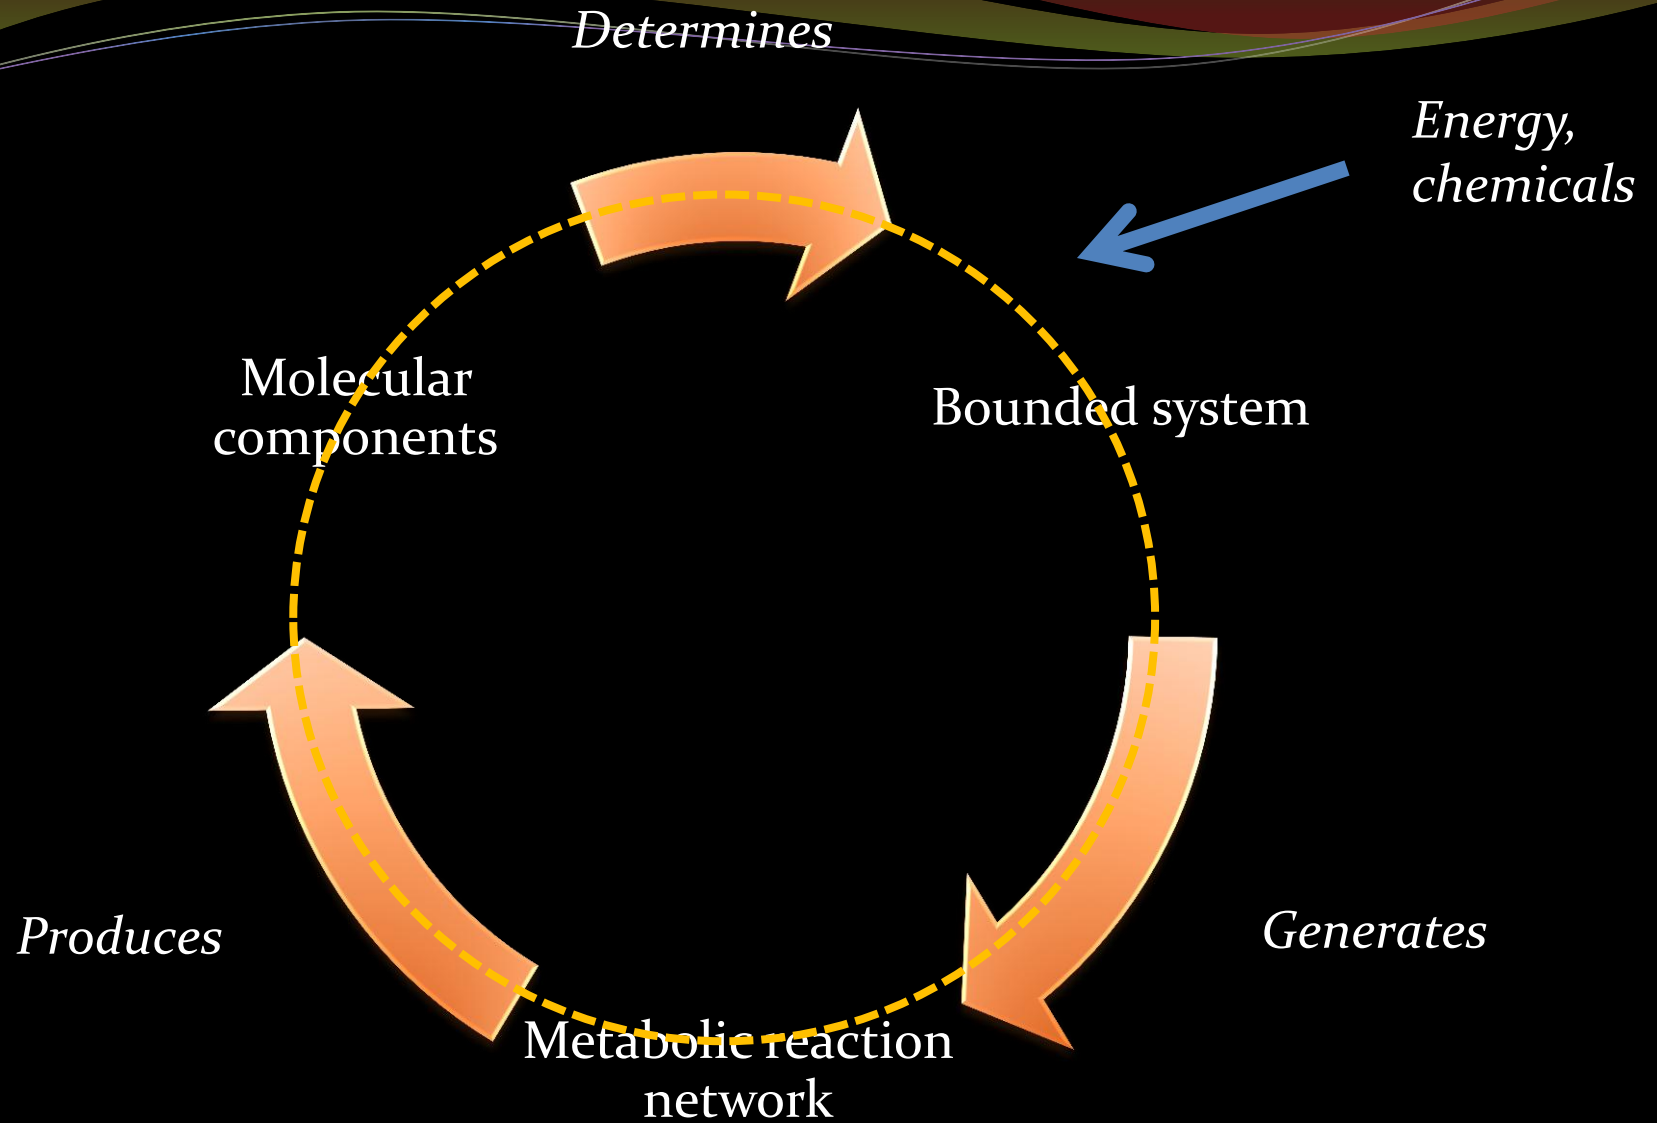 Determines
Energy,
chemicals
Molecular
components
Bounded system
Produces
Generates
Metabolic reaction
network